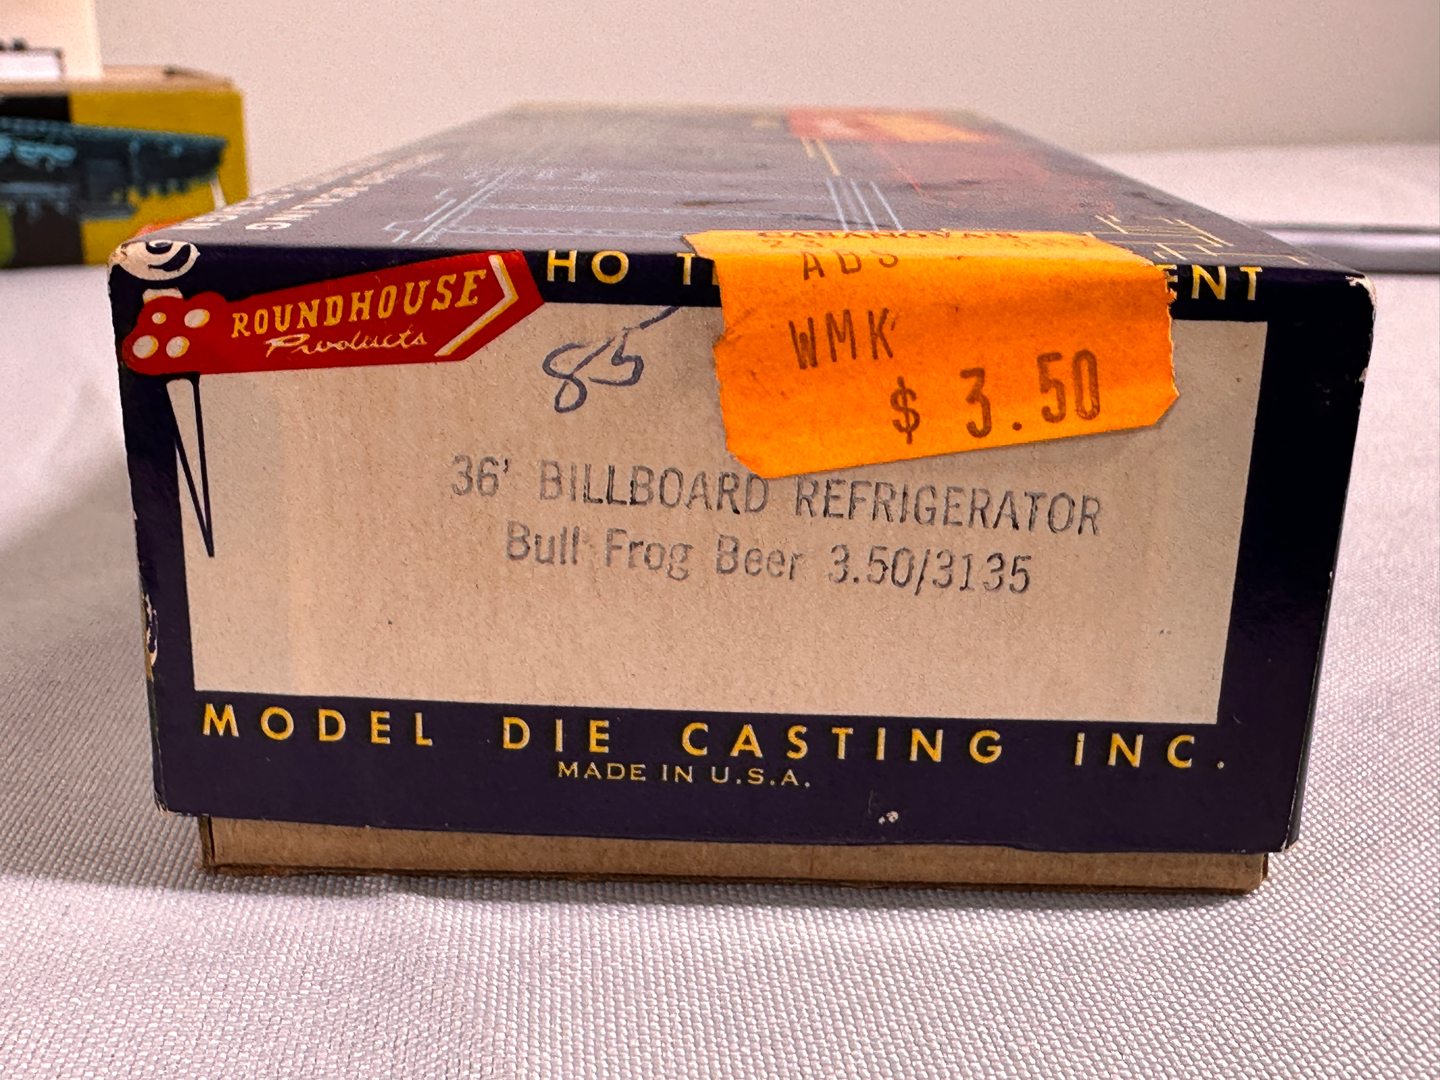 ROUNDHOUSE
Products
HO
ENT
ADS
WMK
$ 3.50
85
36' BILLBOARD REFRIGERATOR
Bull Frog Beer 3.50/3135
MODEL DIE CASTING INC.
MADE IN U.S.A.